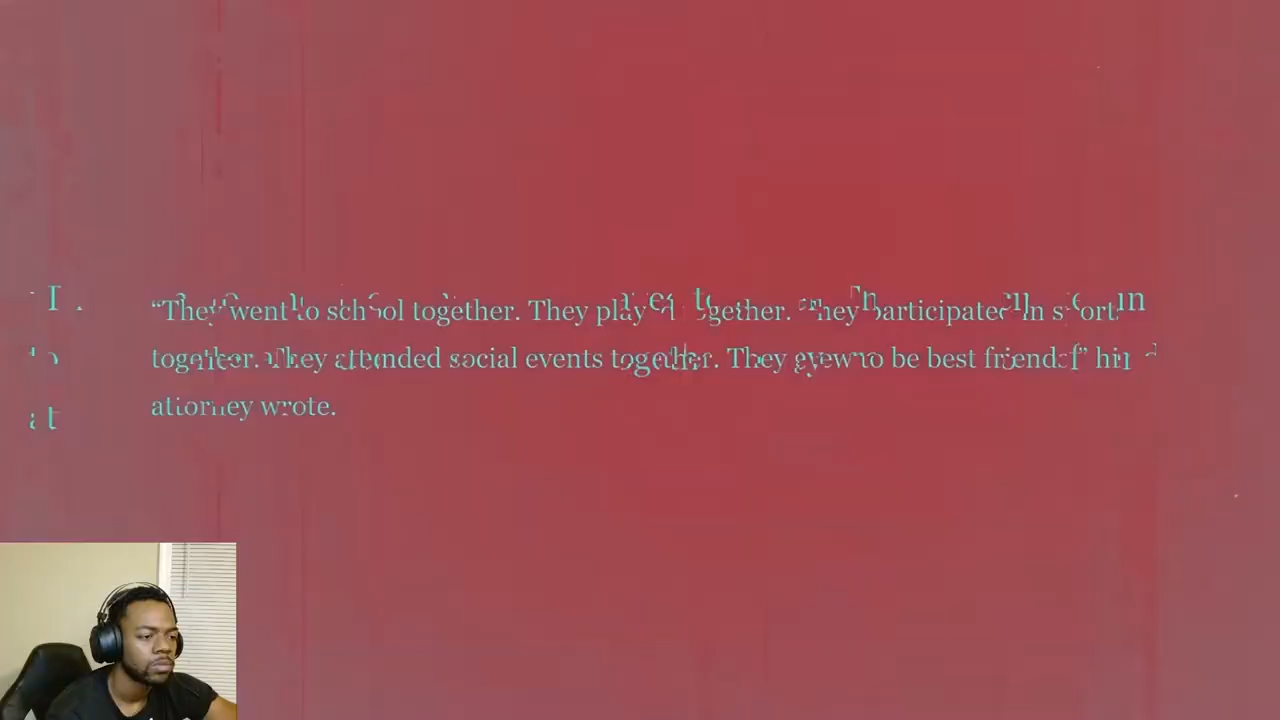 “They went to school together. They played together. They participated in sports
together. They attended social events together. They grew to be best friends,” his
attorney wrote.